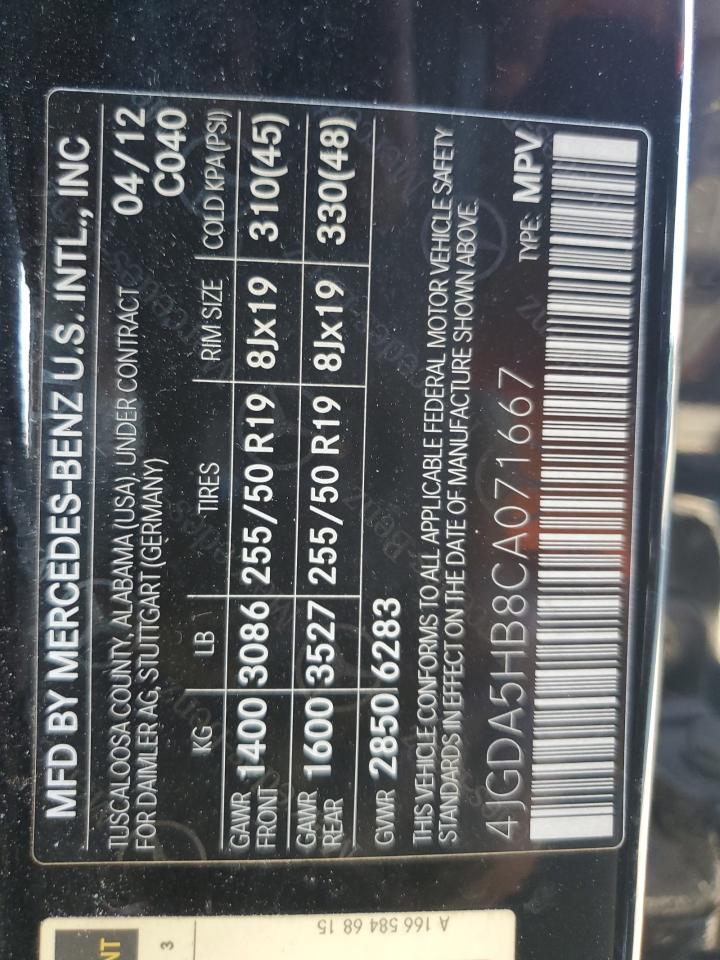 MFD BY MERCEDES-BENZ U.S. INTL., INC
TUSCALOOSA COUNTY, ALABAMA (USA), UNDER CONTRACT 04/12
FOR DAIMLER AG, STUTTGART (GERMANY) C040
KG LB TIRES RIM SIZE COLD KPA(PSI)
GAWR FRONT 1400 3086 255/50 R19 8Jx19 310(45)
GAWR REAR 1600 3527 255/50 R19 8Jx19 330(48)
GVWR 2850 6283
THIS VEHICLE CONFORMS TO ALL APPLICABLE FEDERAL MOTOR VEHICLE SAFETY
STANDARDS IN EFFECT ON THE DATE OF MANUFACTURE SHOWN ABOVE.
4JGDA5HB8CA071667 TYPE: MPV
A 166 584 68 15
NT
3